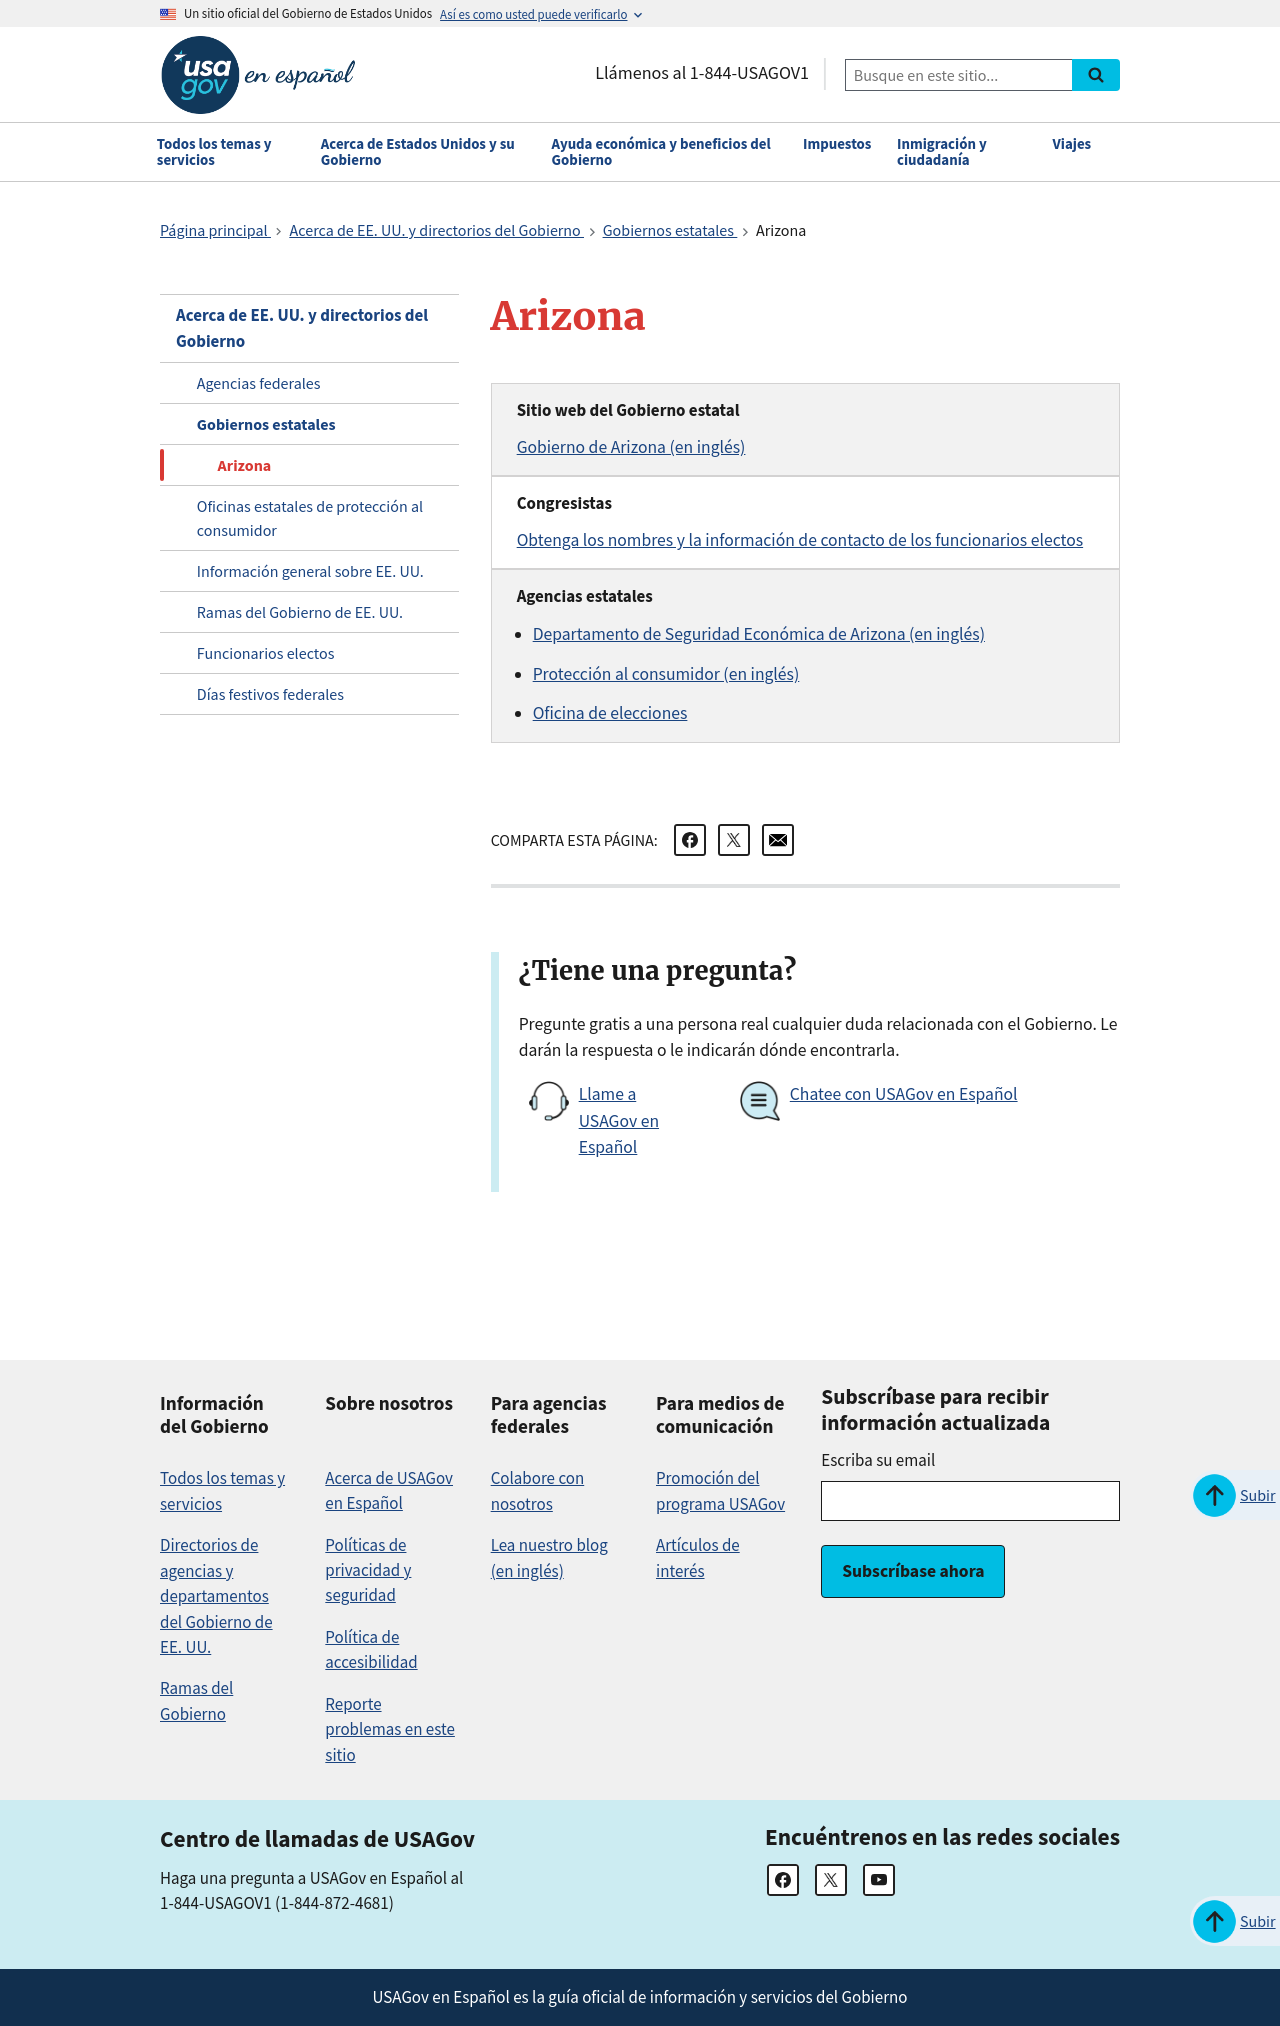 Un sitio oficial del Gobierno de Estados Unidos Así es como usted puede verificarlo
usa gov en español
Llámenos al 1-844-USAGOV1
Busque en este sitio...
Todos los temas y servicios
Acerca de Estados Unidos y su Gobierno
Ayuda económica y beneficios del Gobierno
Impuestos
Inmigración y ciudadanía
Viajes
Página principal > Acerca de EE. UU. y directorios del Gobierno > Gobiernos estatales > Arizona
Acerca de EE. UU. y directorios del
Gobierno
Agencias federales
Gobiernos estatales
Arizona
Oficinas estatales de protección al
consumidor
Información general sobre EE. UU.
Ramas del Gobierno de EE. UU.
Funcionarios electos
Días festivos federales
Arizona
Sitio web del Gobierno estatal
Gobierno de Arizona (en inglés)
Congresistas
Obtenga los nombres y la información de contacto de los funcionarios electos
Agencias estatales
• Departamento de Seguridad Económica de Arizona (en inglés)
• Protección al consumidor (en inglés)
• Oficina de elecciones
COMPARTA ESTA PÁGINA:
¿Tiene una pregunta?
Pregunte gratis a una persona real cualquier duda relacionada con el Gobierno. Le
darán la respuesta o le indicarán dónde encontrarla.
Llame a
USAGov en
Español
Chatee con USAGov en Español
Información
del Gobierno
Todos los temas y
servicios
Directorios de
agencias y
departamentos
del Gobierno de
EE. UU.
Ramas del
Gobierno
Sobre nosotros
Acerca de USAGov
en Español
Políticas de
privacidad y
seguridad
Política de
accesibilidad
Reporte
problemas en este
sitio
Para agencias
federales
Colabore con
nosotros
Lea nuestro blog
(en inglés)
Para medios de
comunicación
Promoción del
programa USAGov
Artículos de
interés
Subscríbase para recibir
información actualizada
Escriba su email
Subscríbase ahora
Subir
Centro de llamadas de USAGov
Haga una pregunta a USAGov en Español al
1-844-USAGOV1 (1-844-872-4681)
Encuéntrenos en las redes sociales
Subir
USAGov en Español es la guía oficial de información y servicios del Gobierno